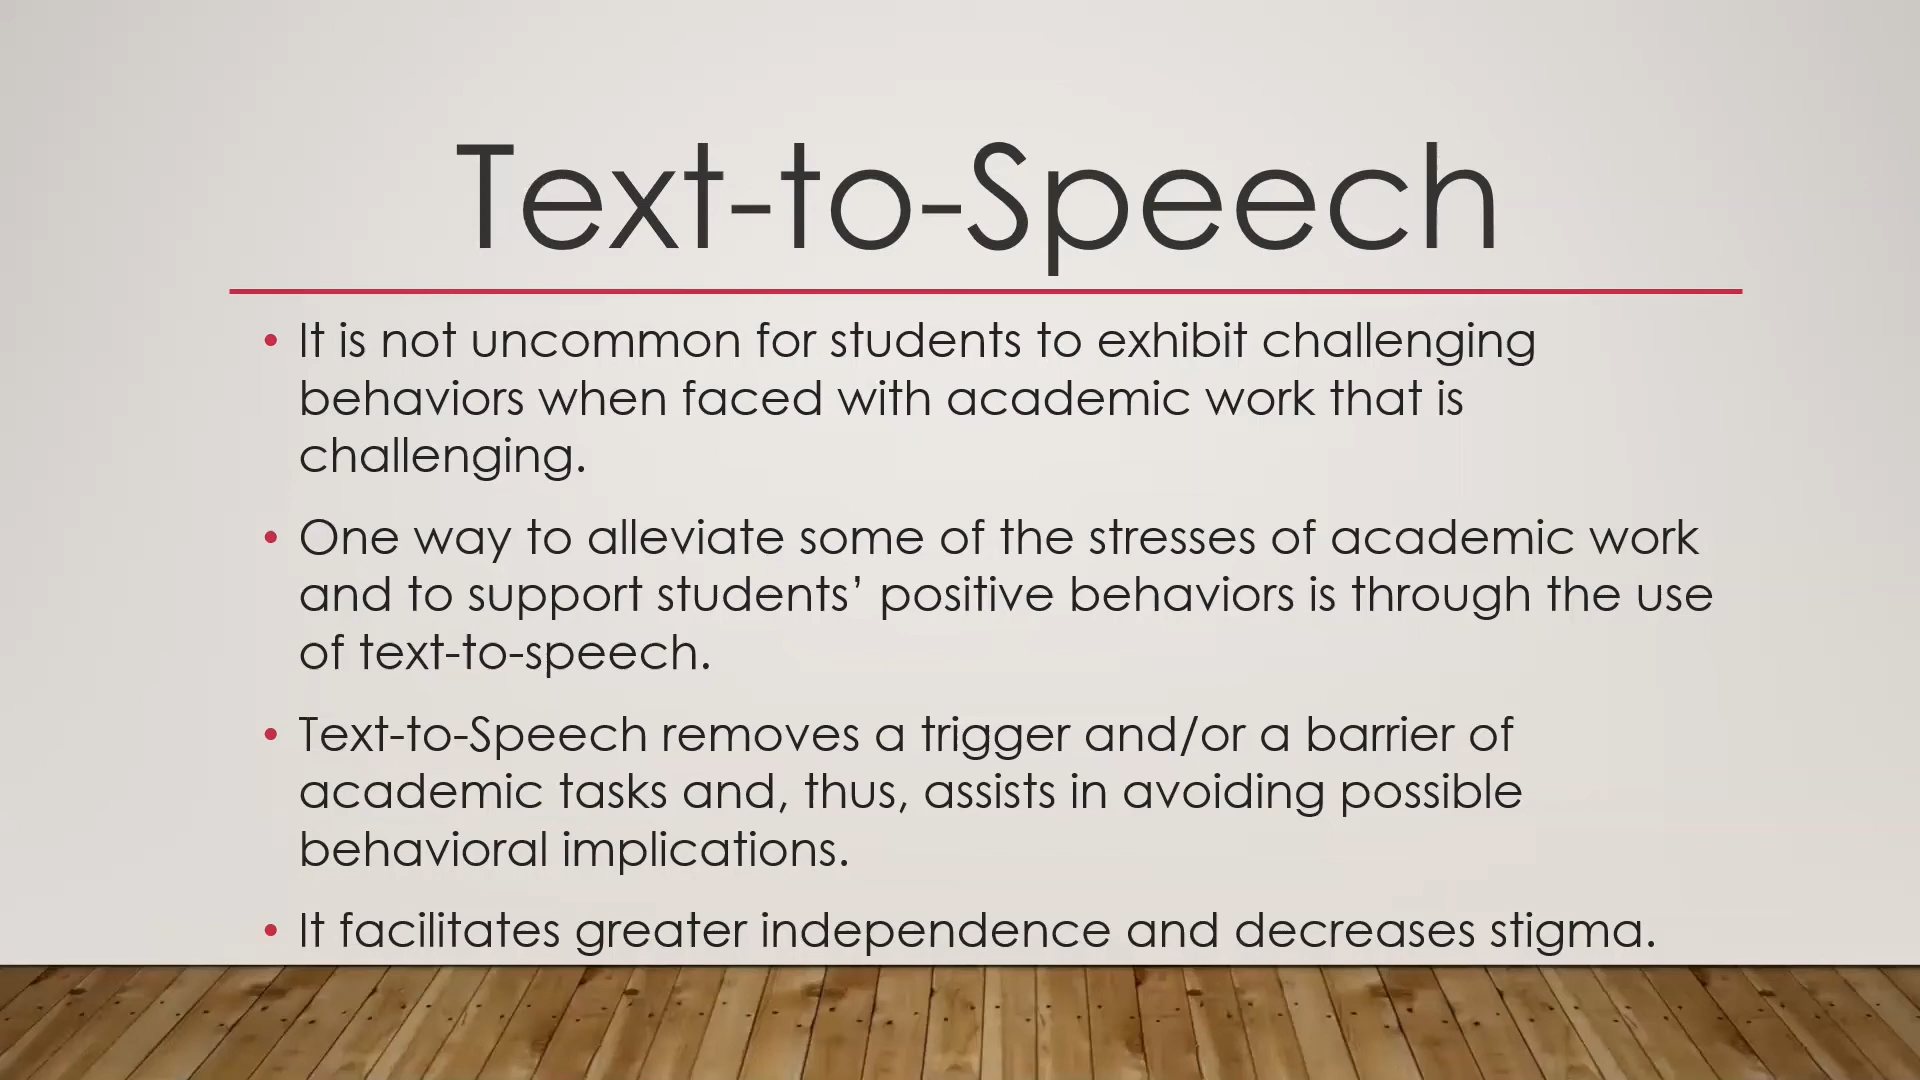 Text-to-Speech
• It is not uncommon for students to exhibit challenging
behaviors when faced with academic work that is
challenging.
• One way to alleviate some of the stresses of academic work
and to support students’ positive behaviors is through the use
of text-to-speech.
• Text-to-Speech removes a trigger and/or a barrier of
academic tasks and, thus, assists in avoiding possible
behavioral implications.
• It facilitates greater independence and decreases stigma.